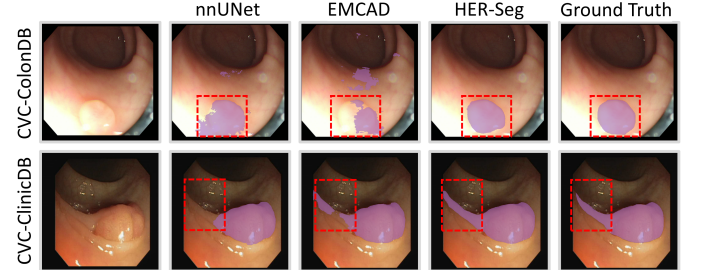 nnUNet EMCAD HER-Seg Ground Truth
CVC-ColonDB
CVC-ClinicDB